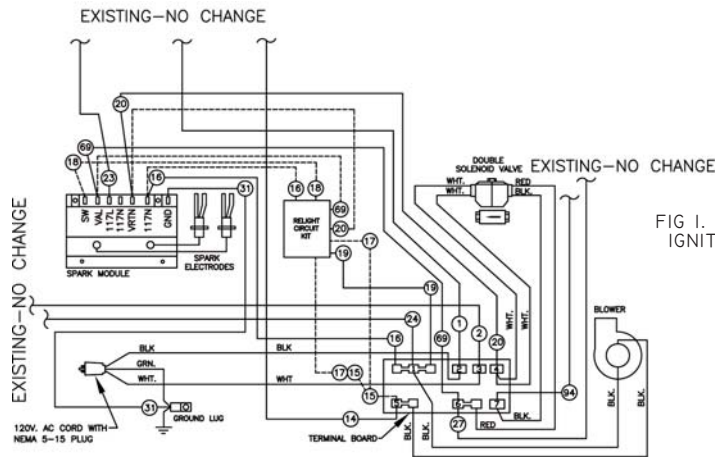 EXISTING–NO CHANGE
20
69
18
23
16
31
SW
VAL
117L
117N
VRTN
117N
GND
SPARK MODULE
SPARK
ELECTRODES
16
18
69
20
17
19
RELIGHT
CIRCUIT
KIT
DOUBLE
SOLENOID VALVE
WHT.
WHT.
RED
BLK.
EXISTING–NO CHANGE
FIG I.
IGNIT
BLOWER
EXISTING–NO CHANGE
24
19
16
69
1
2
20
WHT.
WHT.
BLK
GRN.
WHT.
BLK
WHT
17
15
15
14
31
GROUND LUG
120V. AC CORD WITH
NEMA 5–15 PLUG
TERMINAL BOARD
1
2
3
4
5
6
7
27
RED
BLK.
94
BLK.
BLK.
BLK.
BLK.